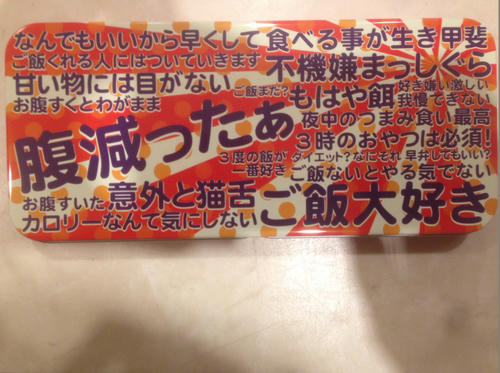 なんでもいいから早くして
食べる事が生き甲斐
ご飯くれる人にはついていきます
不機嫌まっしぐら
甘い物には目がない
ご飯まだ?
もはや餌
好き嫌い激しい
我慢できない
お腹すくとわがまま
夜中のつまみ食い最高
腹減ったぁ
3時のおやつは必須!
3度の飯が
一番好き
ダイエット?なにそれ
早弁してもいい?
ご飯ないとやる気でない
お腹すいた
意外と猫舌
ご飯大好き
カロリーなんて気にしない